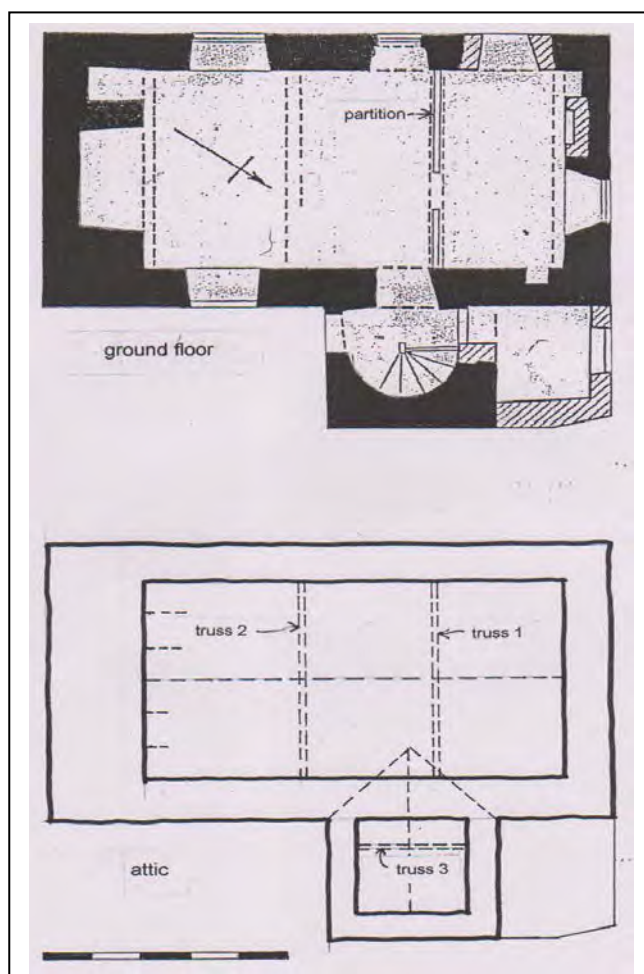 partition
ground floor
truss 2
truss 1
truss 3
attic